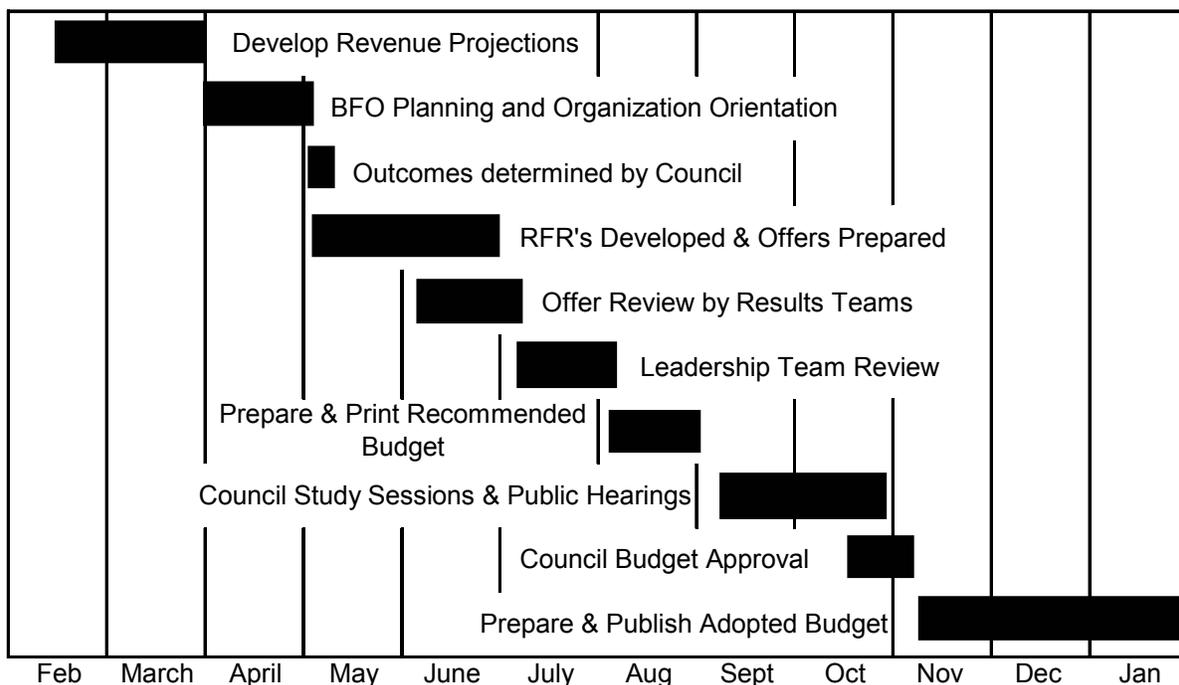 Develop Revenue Projections
BFO Planning and Organization Orientation
Outcomes determined by Council
RFR's Developed & Offers Prepared
Offer Review by Results Teams
Leadership Team Review
Prepare & Print Recommended
Budget
Council Study Sessions & Public Hearings
Council Budget Approval
Prepare & Publish Adopted Budget
Feb March April May June July Aug Sept Oct Nov Dec Jan